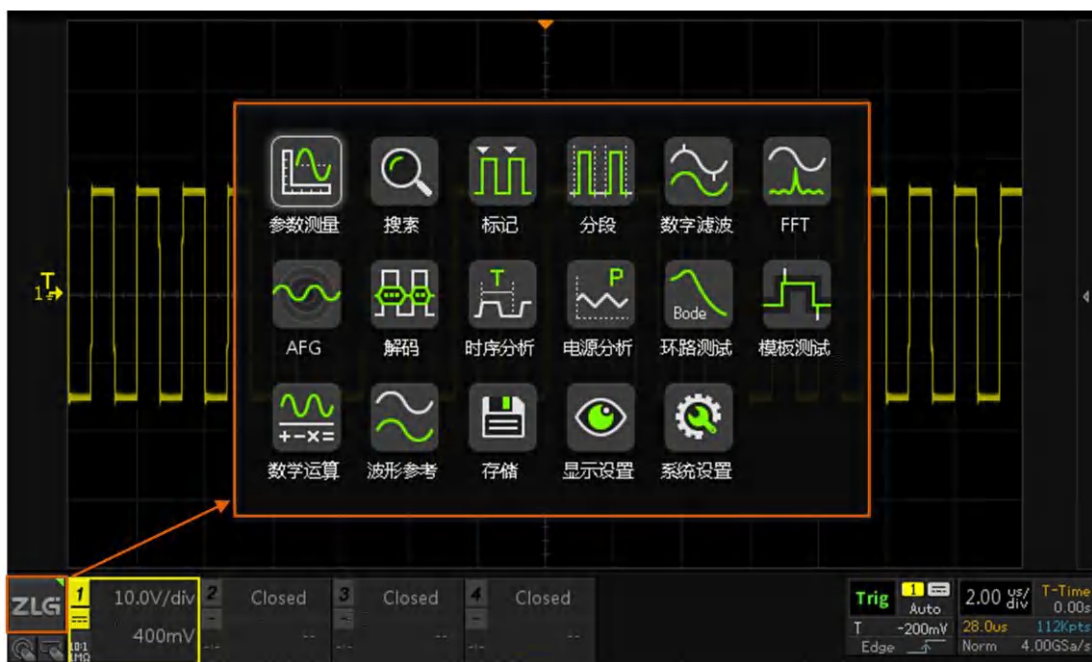 参数测量 搜索 标记 分段 数字滤波 FFT
T
P
Bode
AFG 解码 时序分析 电源分析 环路测试 模板测试
+-×=
数学运算 波形参考 存储 显示设置 系统设置
T
1
ZLG 1 10.0V/div 2 Closed 3 Closed 4 Closed
400mV -- -- --
10:1
1MΩ
Trig 1 Auto
T -200mV
Edge
2.00 us/div T-Time 0.00s
28.0us 112Kpts
Norm 4.00GSa/s